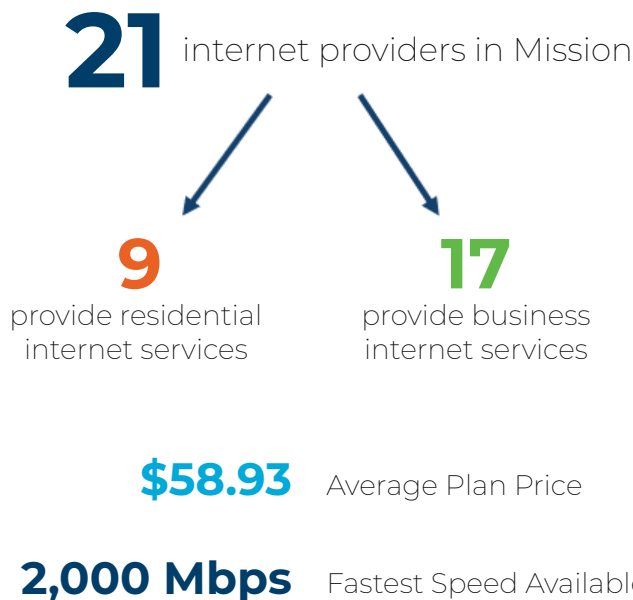 21 internet providers in Mission
9
provide residential
internet services
17
provide business
internet services
$58.93 Average Plan Price
2,000 Mbps Fastest Speed Available